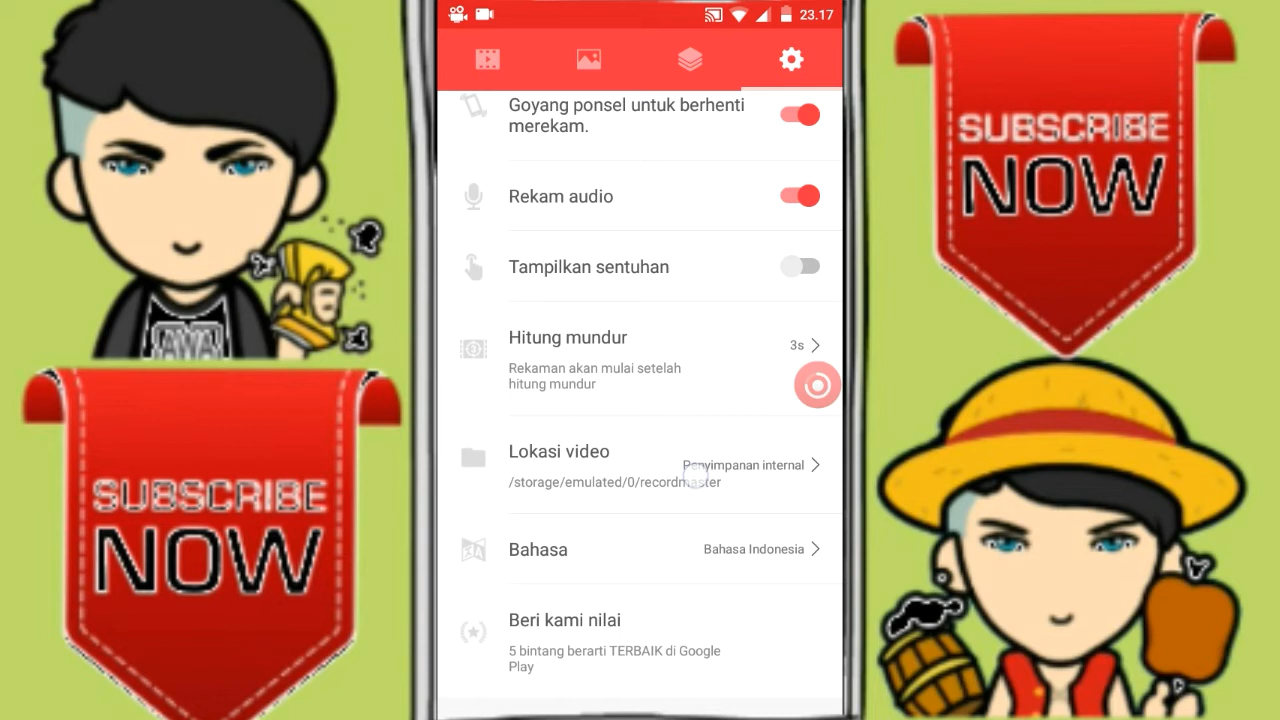 23.17
Goyang ponsel untuk berhenti
merekam.
Rekam audio
Tampilkan sentuhan
Hitung mundur
3s
Rekaman akan mulai setelah
hitung mundur
Lokasi video
Penyimpanan internal
/storage/emulated/0/recordmaster
Bahasa
Bahasa Indonesia
Beri kami nilai
5 bintang berarti TERBAIK di Google
Play
SUBSCRIBE
NOW
SUBSCRIBE
NOW